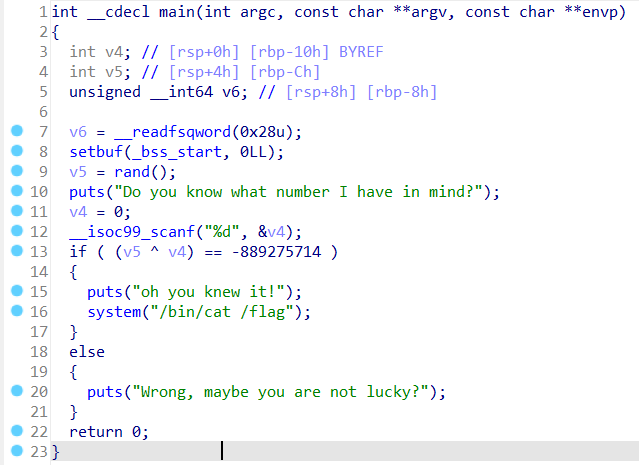 1 int __cdecl main(int argc, const char **argv, const char **envp)
2 {
3   int v4; // [rsp+0h] [rbp-10h] BYREF
4   int v5; // [rsp+4h] [rbp-Ch]
5   unsigned __int64 v6; // [rsp+8h] [rbp-8h]
6
7   v6 = __readfsqword(0x28u);
8   setbuf(_bss_start, 0LL);
9   v5 = rand();
10   puts("Do you know what number I have in mind?");
11   v4 = 0;
12   __isoc99_scanf("%d", &v4);
13   if ( (v5 ^ v4) == -889275714 )
14   {
15     puts("oh you knew it!");
16     system("/bin/cat /flag");
17   }
18   else
19   {
20     puts("Wrong, maybe you are not lucky?");
21   }
22   return 0;
23 }